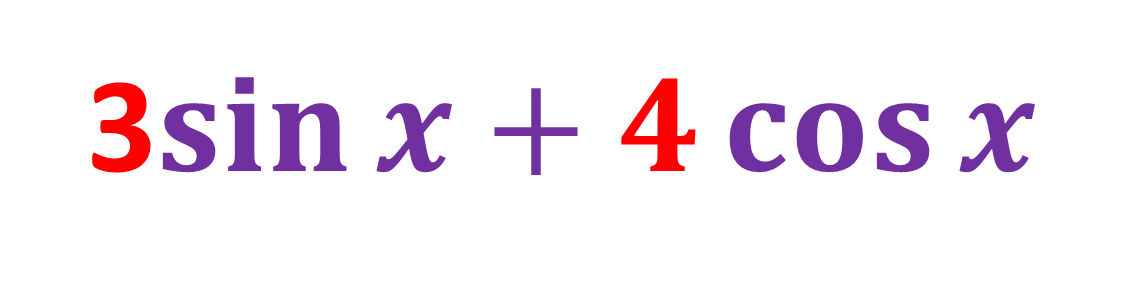 3sin x + 4 cos x